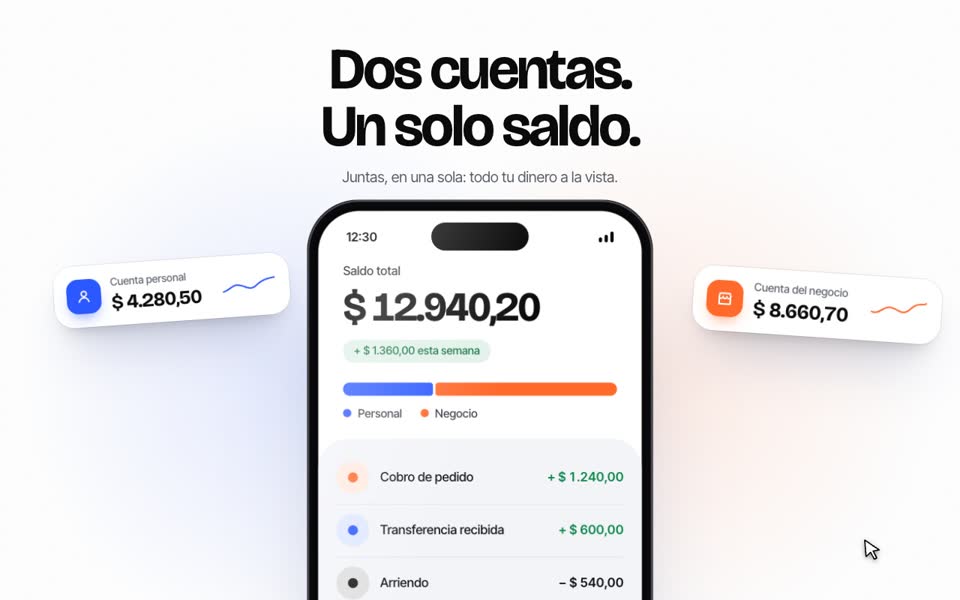 Dos cuentas.
Un solo saldo.
Juntas, en una sola: todo tu dinero a la vista.
12:30
Saldo total
$ 12.940,20
+ $ 1.360,00 esta semana
Personal
Negocio
Cobro de pedido
+ $ 1.240,00
Transferencia recibida
+ $ 600,00
Arriendo
– $ 540,00
Cuenta personal
$ 4.280,50
Cuenta del negocio
$ 8.660,70